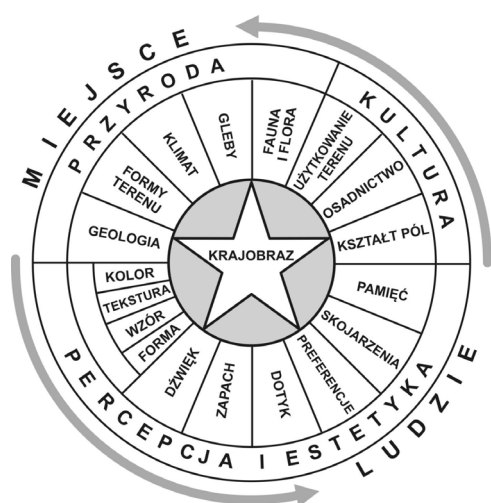 MIEJSCE
PRZYRODA
KULTURA
GEOLOGIA
FORMY
TERENU
KLIMAT
GLEBY
FAUNA
I FLORA
UŻYTKOWANIE
TERENU
OSADNICTWO
KSZTAŁT PÓL
KRAJOBRAZ
KOLOR
TEKSTURA
WZÓR
FORMA
DŹWIĘK
ZAPACH
DOTYK
PREFERENCJE
SKOJARZENIA
PAMIĘĆ
PERCEPCJA I ESTETYKA
LUDZIE